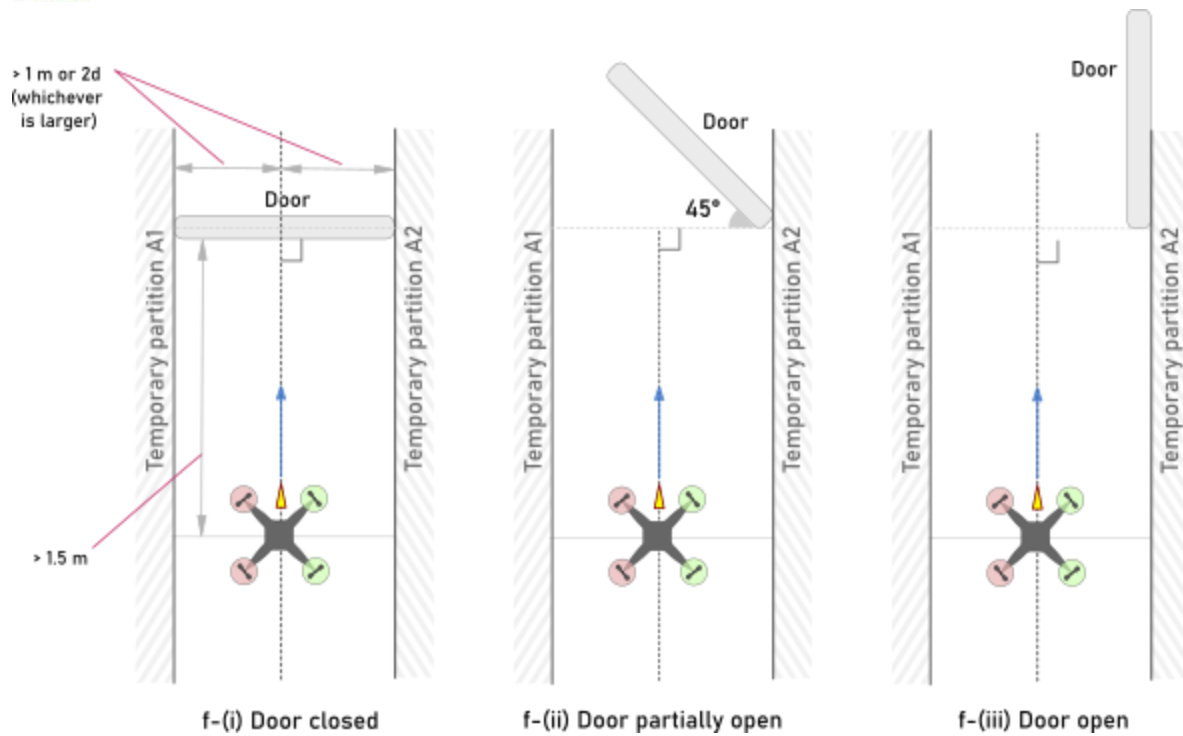 > 1 m or 2d
(whichever
is larger)
Door
Temporary partition A1
Temporary partition A2
> 1.5 m
f-(i) Door closed
Door
45°
Temporary partition A1
Temporary partition A2
f-(ii) Door partially open
Door
Temporary partition A1
Temporary partition A2
f-(iii) Door open